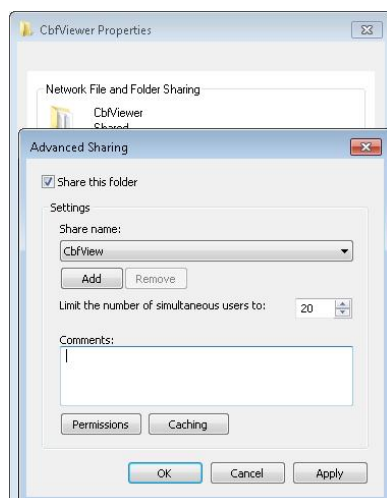 CbfViewer Properties
Network File and Folder Sharing
CbfViewer
Shared
Advanced Sharing
Share this folder
Settings
Share name:
CbfView
Add Remove
Limit the number of simultaneous users to: 20
Comments:
Permissions Caching
OK Cancel Apply